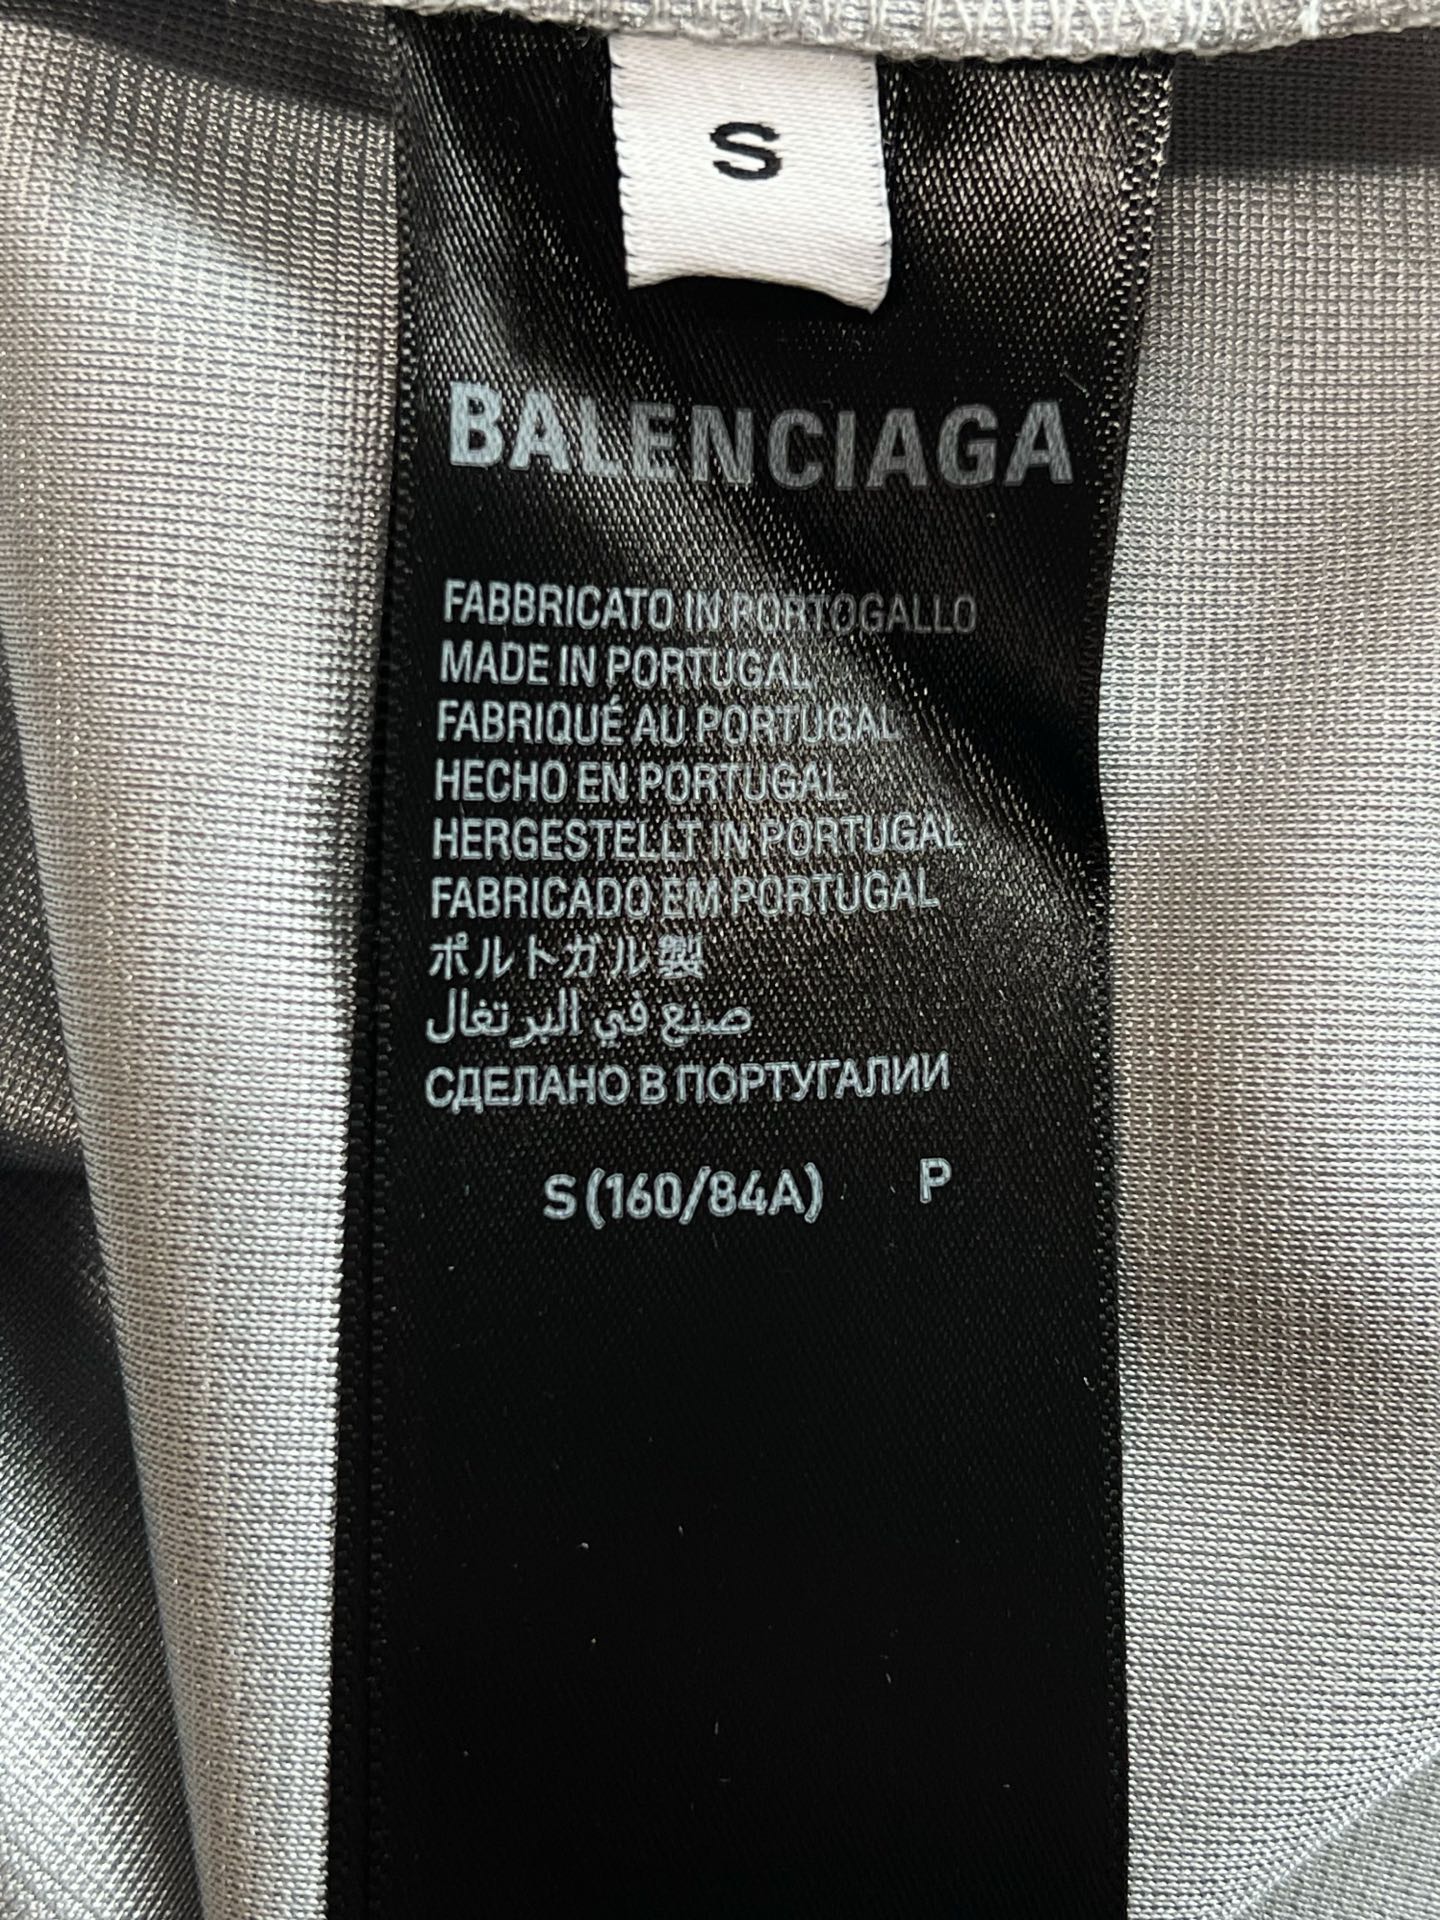 S
BALENCIAGA
FABBRICATO IN PORTOGALLO
MADE IN PORTUGAL
FABRIQUÉ AU PORTUGAL
HECHO EN PORTUGAL
HERGESTELLT IN PORTUGAL
FABRICADO EM PORTUGAL
ポルトガル製
صنع في البرتغال
СДЕЛАНО В ПОРТУГАЛИИ
S (160/84A) P